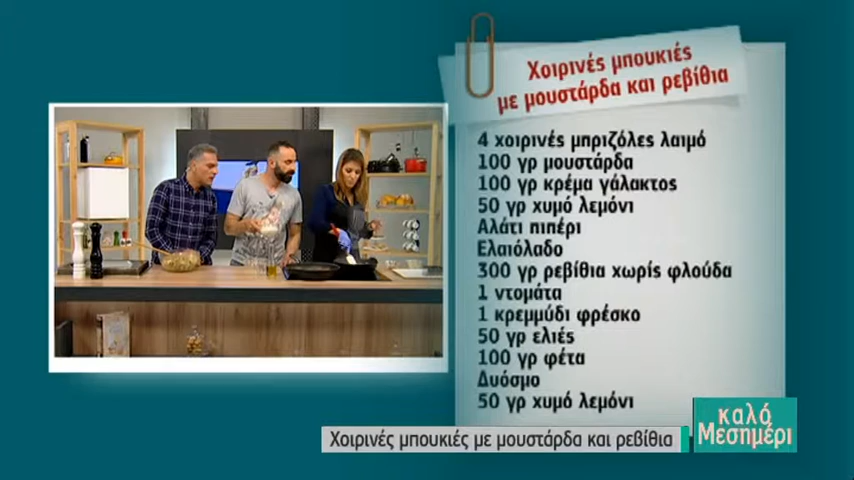 Χοιρινές μπουκιές
με μουστάρδα και ρεβίθια
4 χοιρινές μπριζόλες λαιμό
100 γρ μουστάρδα
100 γρ κρέμα γάλακτος
50 γρ χυμό λεμόνι
Αλάτι πιπέρι
Ελαιόλαδο
300 γρ ρεβίθια χωρίς φλούδα
1 ντομάτα
1 κρεμμύδι φρέσκο
50 γρ ελιές
100 γρ φέτα
Δυόσμο
50 γρ χυμό λεμόνι
Χοιρινές μπουκιές με μουστάρδα και ρεβίθια
καλό
Μεσημέρι